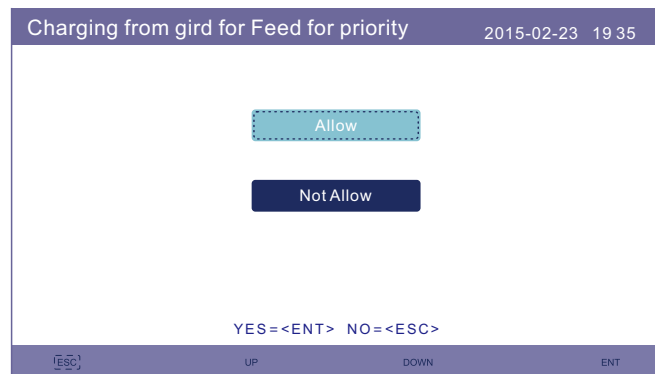 Charging from gird for Feed for priority 2015-02-23 19 35
Allow
Not Allow
YES=<ENT> NO=<ESC>
ESC UP DOWN ENT